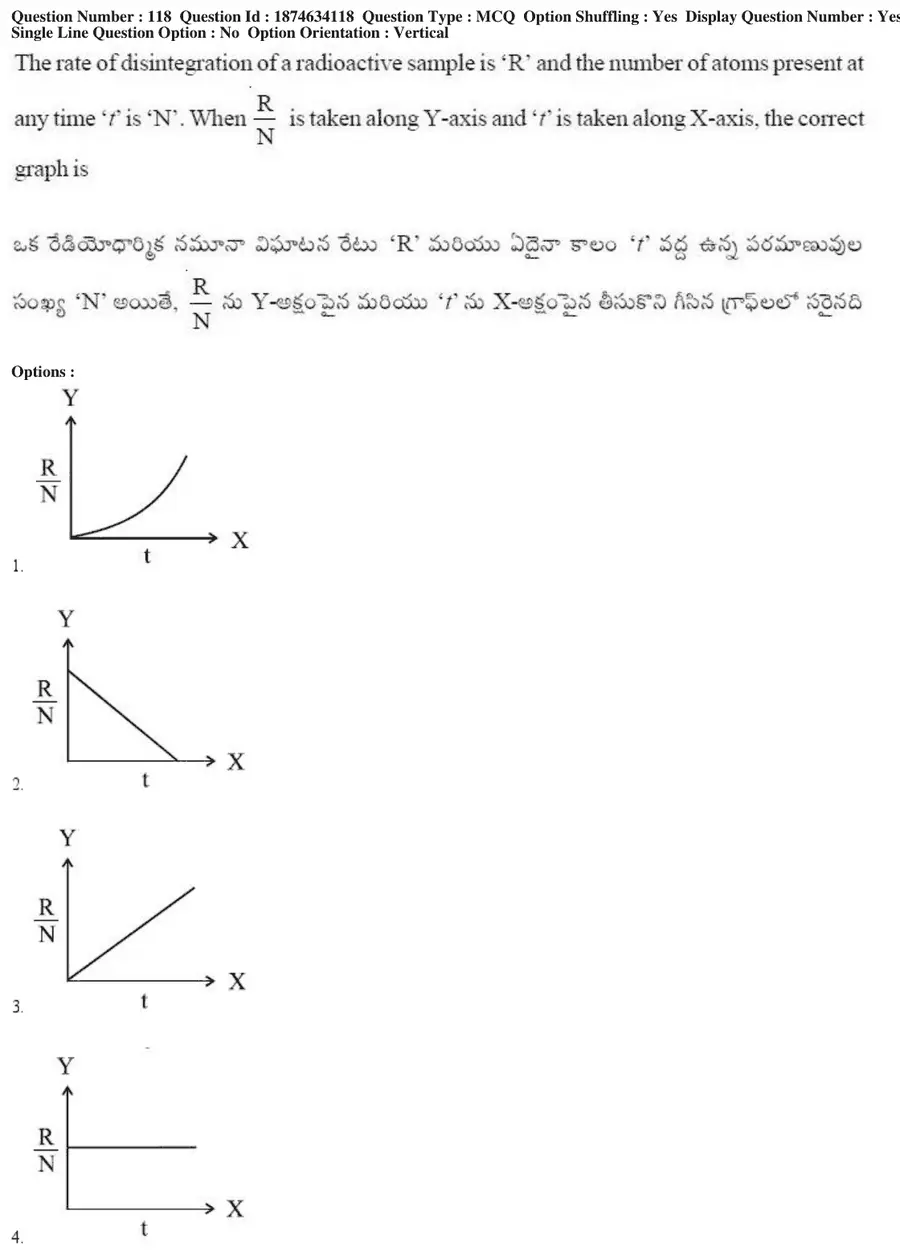 Question Number : 118 Question Id : 1874634118 Question Type : MCQ Option Shuffling : Yes Display Question Number : Yes
Single Line Question Option : No Option Orientation : Vertical
The rate of disintegration of a radioactive sample is ‘R’ and the number of atoms present at
any time ‘t’ is ‘N’. When R/N is taken along Y-axis and ‘t’ is taken along X-axis, the correct
graph is
ఒక రేడియోధార్మిక నమూనా విఘాటన రేటు ‘R’ మరియు ఏదైనా కాలం ‘t’ వద్ద ఉన్న పరమాణువుల
సంఖ్య ‘N’ అయితే, R/N ను Y-అక్షంపైన మరియు ‘t’ ను X-అక్షంపైన తీసుకొని గీసిన గ్రాఫ్‌లలో సరైనది
Options :
Y
R/N
X
t
1.
Y
R/N
X
t
2.
Y
R/N
X
t
3.
Y
R/N
X
t
4.